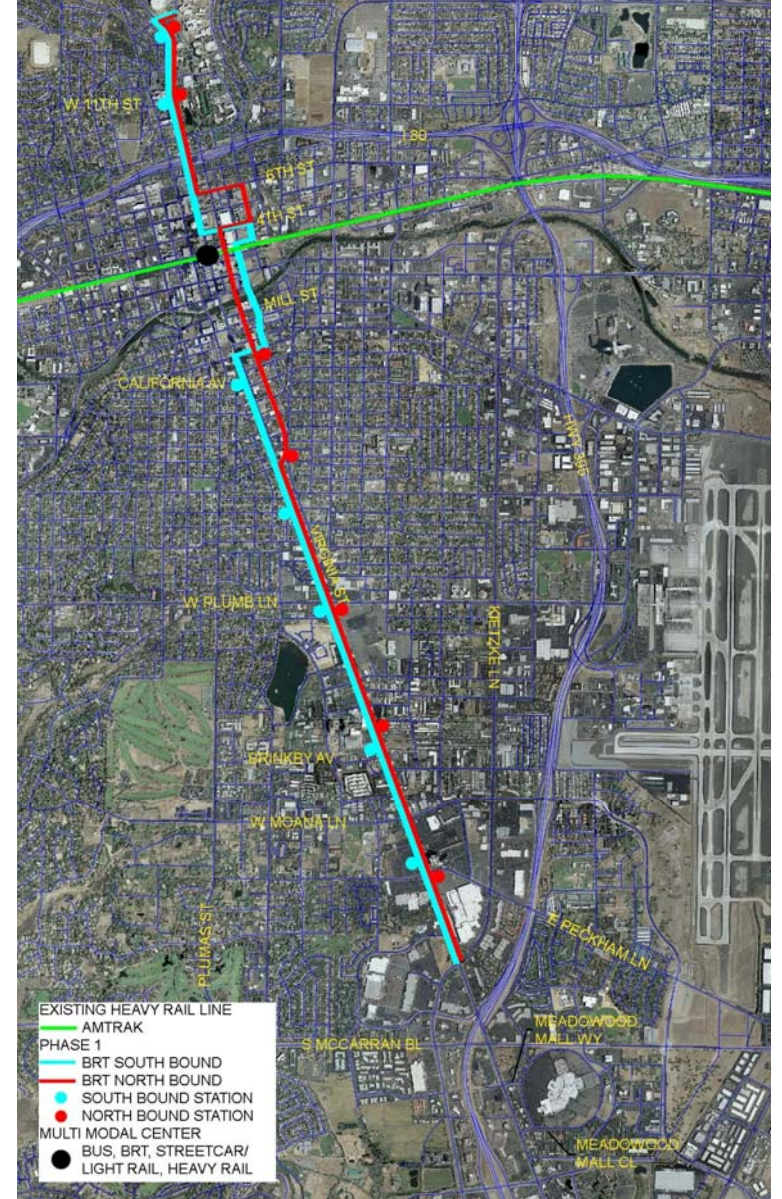 W 11TH ST
I 80
6TH ST
4TH ST
MILL ST
CALIFORNIA AV
HWY 395
VIRGINIA ST
W PLUMB LN
KIETZKE LN
BRINKBY AV
W MOANA LN
PLUMAS ST
E PECKHAM LN
S MCCARRAN BL
MEADOWOOD
MALL WY
MEADOWOOD
MALL CL
EXISTING HEAVY RAIL LINE
AMTRAK
PHASE 1
BRT SOUTH BOUND
BRT NORTH BOUND
SOUTH BOUND STATION
NORTH BOUND STATION
MULTI MODAL CENTER
BUS, BRT, STREETCAR/
LIGHT RAIL, HEAVY RAIL